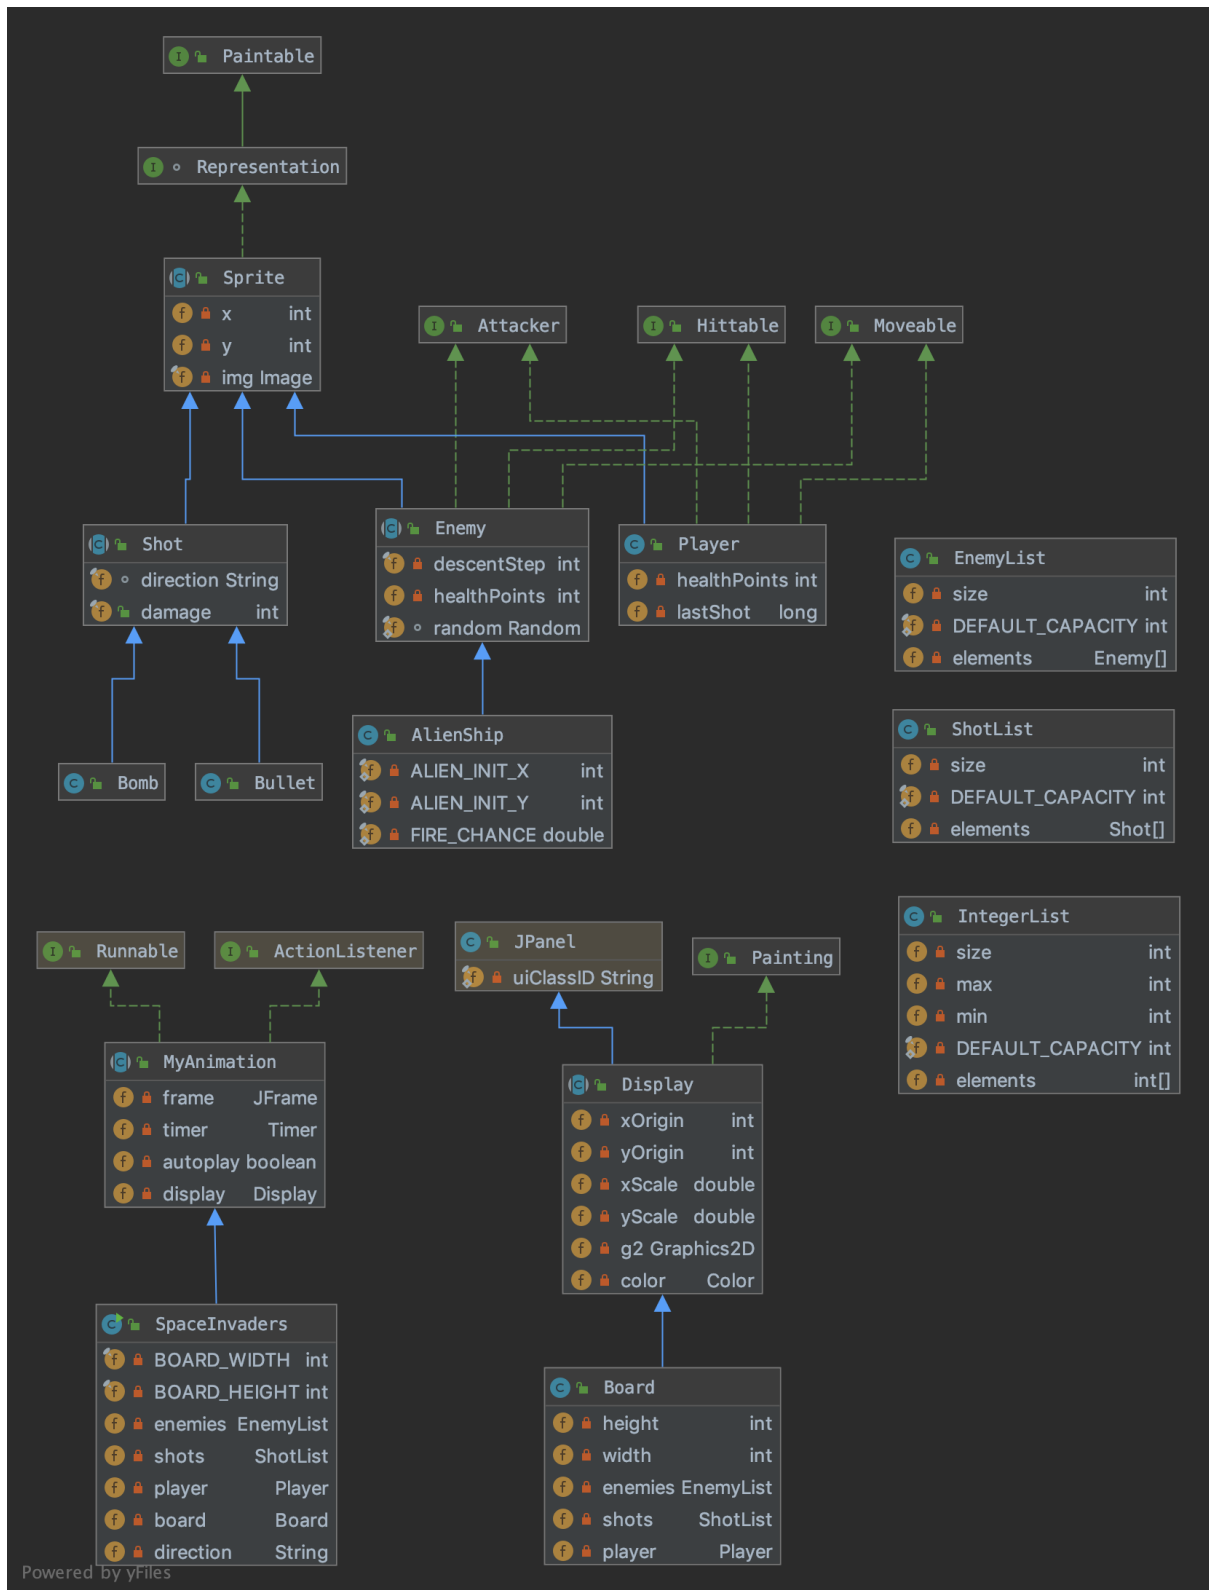 Paintable
Representation
Sprite
x int
y int
img Image
Attacker
Hittable
Moveable
Shot
direction String
damage int
Enemy
descentStep int
healthPoints int
random Random
Player
healthPoints int
lastShot long
EnemyList
size int
DEFAULT_CAPACITY int
elements Enemy[]
Bomb
Bullet
AlienShip
ALIEN_INIT_X int
ALIEN_INIT_Y int
FIRE_CHANCE double
ShotList
size int
DEFAULT_CAPACITY int
elements Shot[]
IntegerList
size int
max int
min int
DEFAULT_CAPACITY int
elements int[]
Runnable
ActionListener
JPanel
uiClassID String
Painting
MyAnimation
frame JFrame
timer Timer
autoplay boolean
display Display
Display
xOrigin int
yOrigin int
xScale double
yScale double
g2 Graphics2D
color Color
SpaceInvaders
BOARD_WIDTH int
BOARD_HEIGHT int
enemies EnemyList
shots ShotList
player Player
board Board
direction String
Board
height int
width int
enemies EnemyList
shots ShotList
player Player
Powered by yFiles